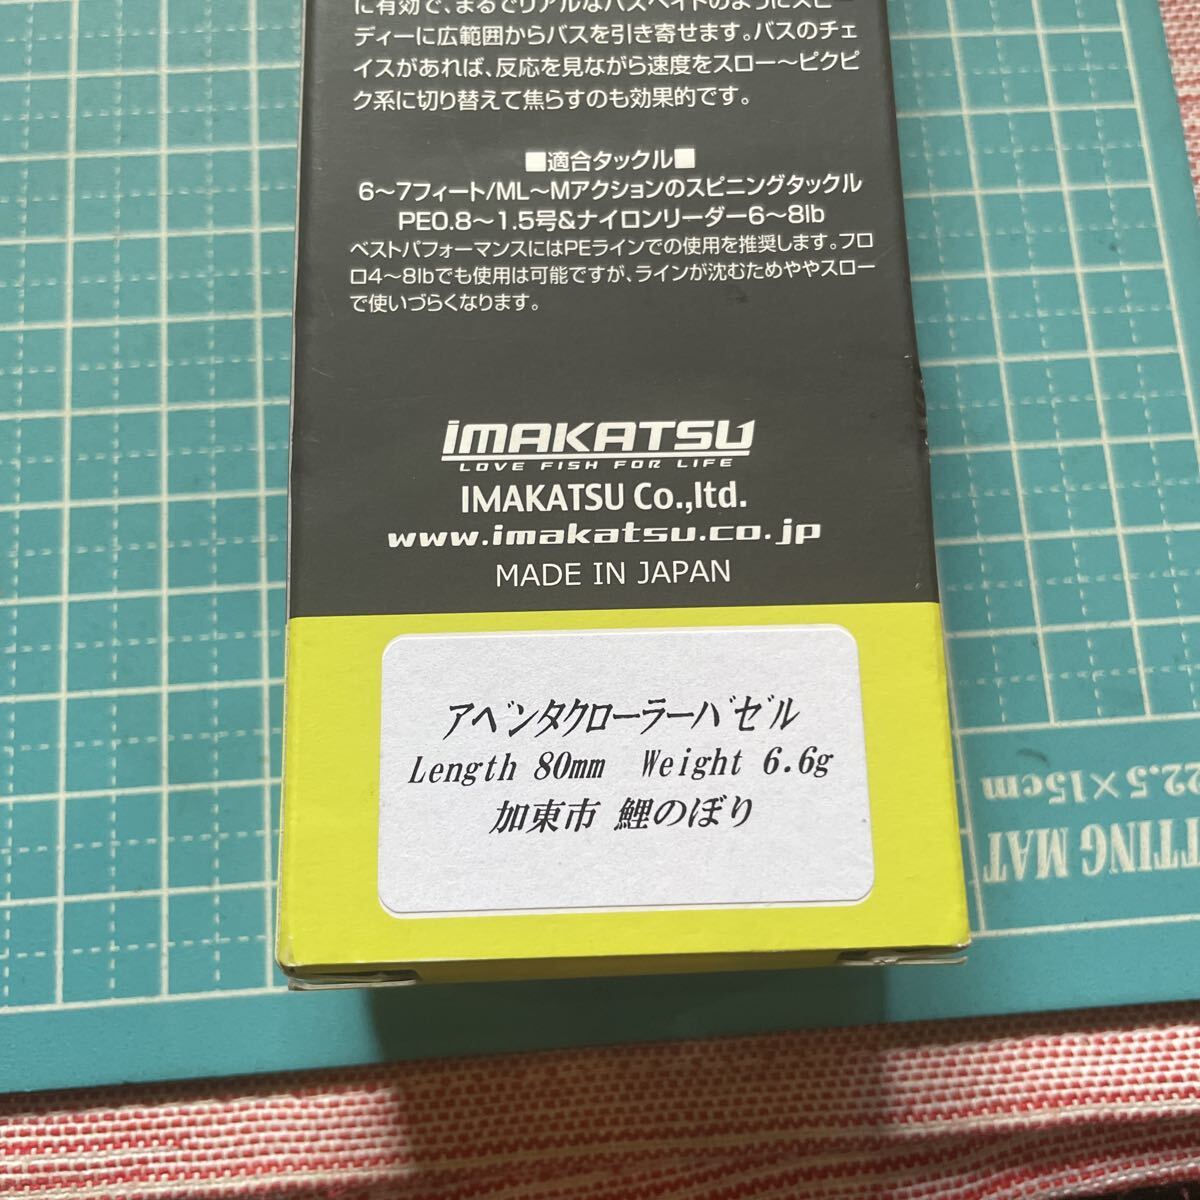 に有効で、まるでリアルなバスベイトのようにスピー
ディーに広範囲からバスを引き寄せます。バスのチェ
イスがあれば、反応を見ながら速度をスロー〜ピクピ
ク系に切り替えて焦らすのも効果的です。
■適合タックル■
6〜7フィート/ML〜Mアクションのスピニングタックル
PE0.8〜1.5号&ナイロンリーダー6〜8lb
ベストパフォーマンスにはPEラインでの使用を推奨します。フロ
ロ4〜8lbでも使用は可能ですが、ラインが沈むためややスロー
で使いづらくなります。
IMAKATSU
LOVE FISH FOR LIFE
IMAKATSU Co.,ltd.
www.imakatsu.co.jp
MADE IN JAPAN
アベンタクローラーバゼル
Length 80mm Weight 6.6g
加東市 鯉のぼり
22.5×15cm
TTING MAT